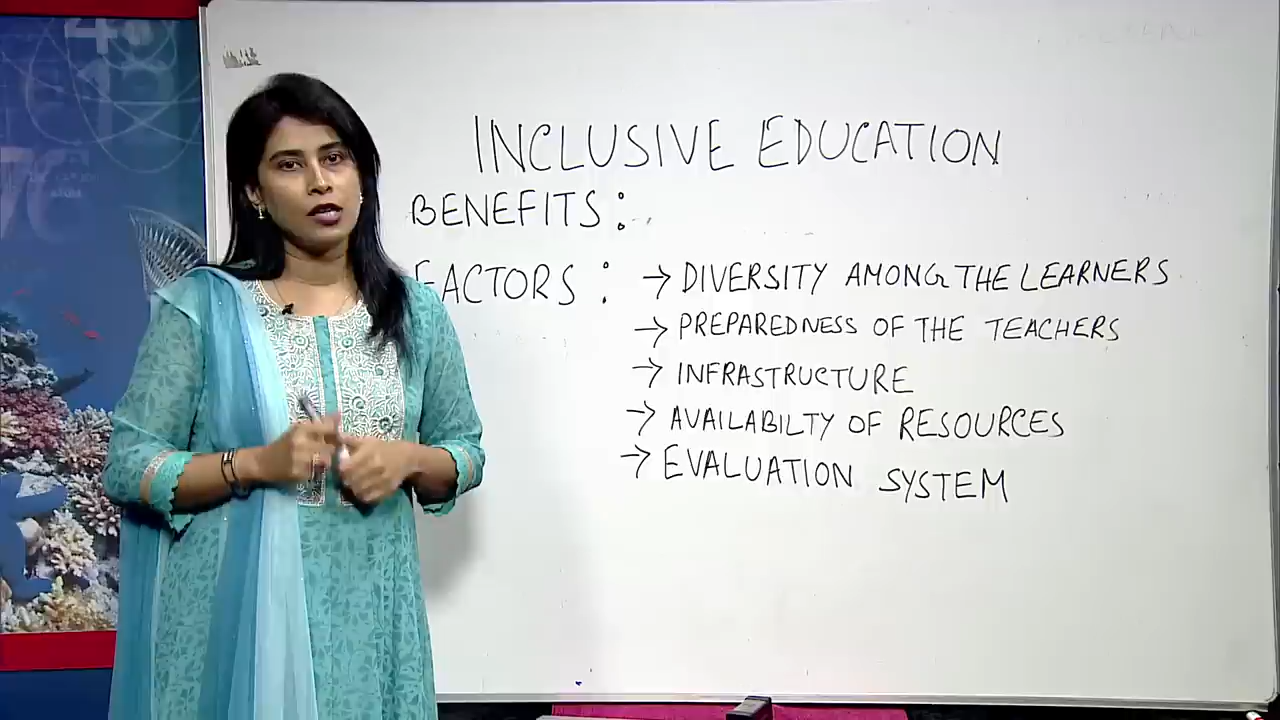 INCLUSIVE EDUCATION
BENEFITS:
FACTORS: → DIVERSITY AMONG THE LEARNERS
→ PREPAREDNESS OF THE TEACHERS
→ INFRASTRUCTURE
→ AVAILABILTY OF RESOURCES
→ EVALUATION SYSTEM